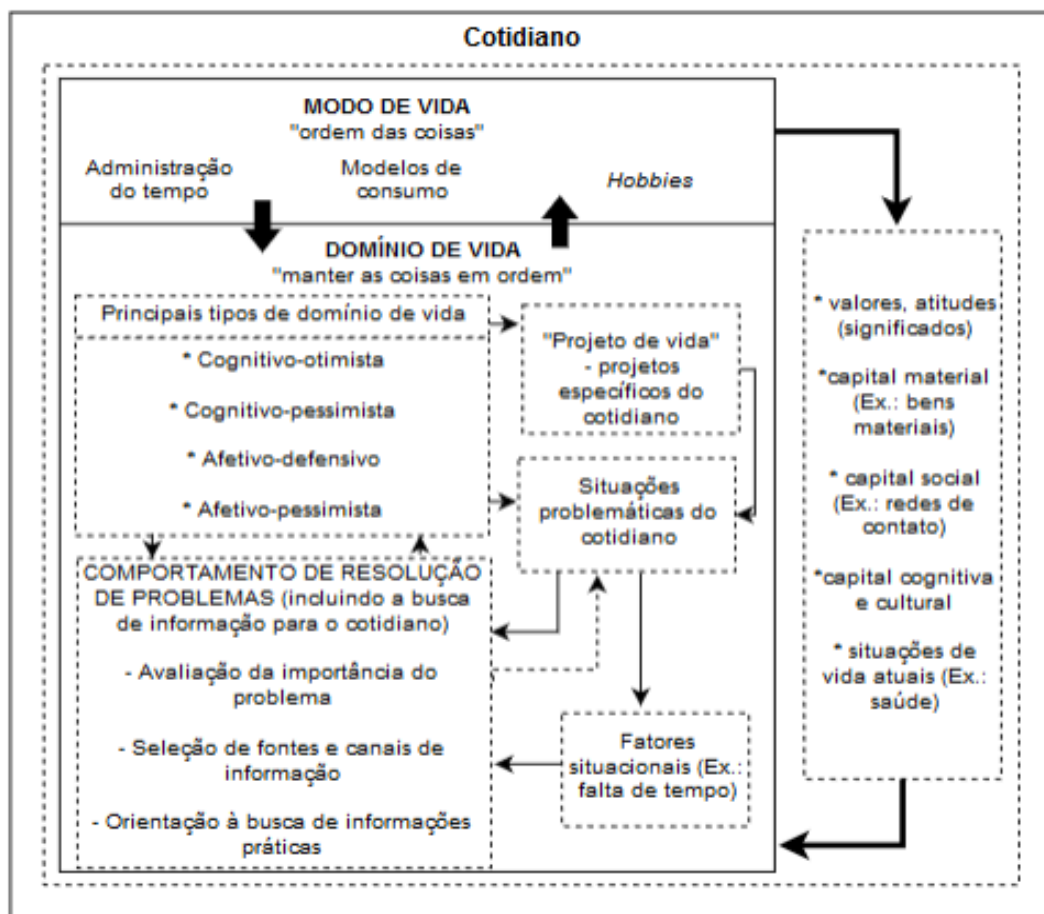 Cotidiano
MODO DE VIDA
"ordem das coisas"
Administração
do tempo
Modelos de
consumo
Hobbies
DOMÍNIO DE VIDA
"manter as coisas em ordem"
Principais tipos de domínio de vida
* Cognitivo-otimista
* Cognitivo-pessimista
* Afetivo-defensivo
* Afetivo-pessimista
"Projeto de vida"
- projetos
específicos do
cotidiano
Situações
problemáticas do
cotidiano
COMPORTAMENTO DE RESOLUÇÃO
DE PROBLEMAS (incluindo a busca
de informação para o cotidiano)
- Avaliação da importância do
problema
- Seleção de fontes e canais de
informação
- Orientação à busca de informações
práticas
Fatores
situacionais (Ex.:
falta de tempo)
* valores, atitudes
(significados)
*capital material
(Ex.: bens
materiais)
* capital social
(Ex.: redes de
contato)
*capital cognitiva
e cultural
* situações de
vida atuais (Ex.:
saúde)